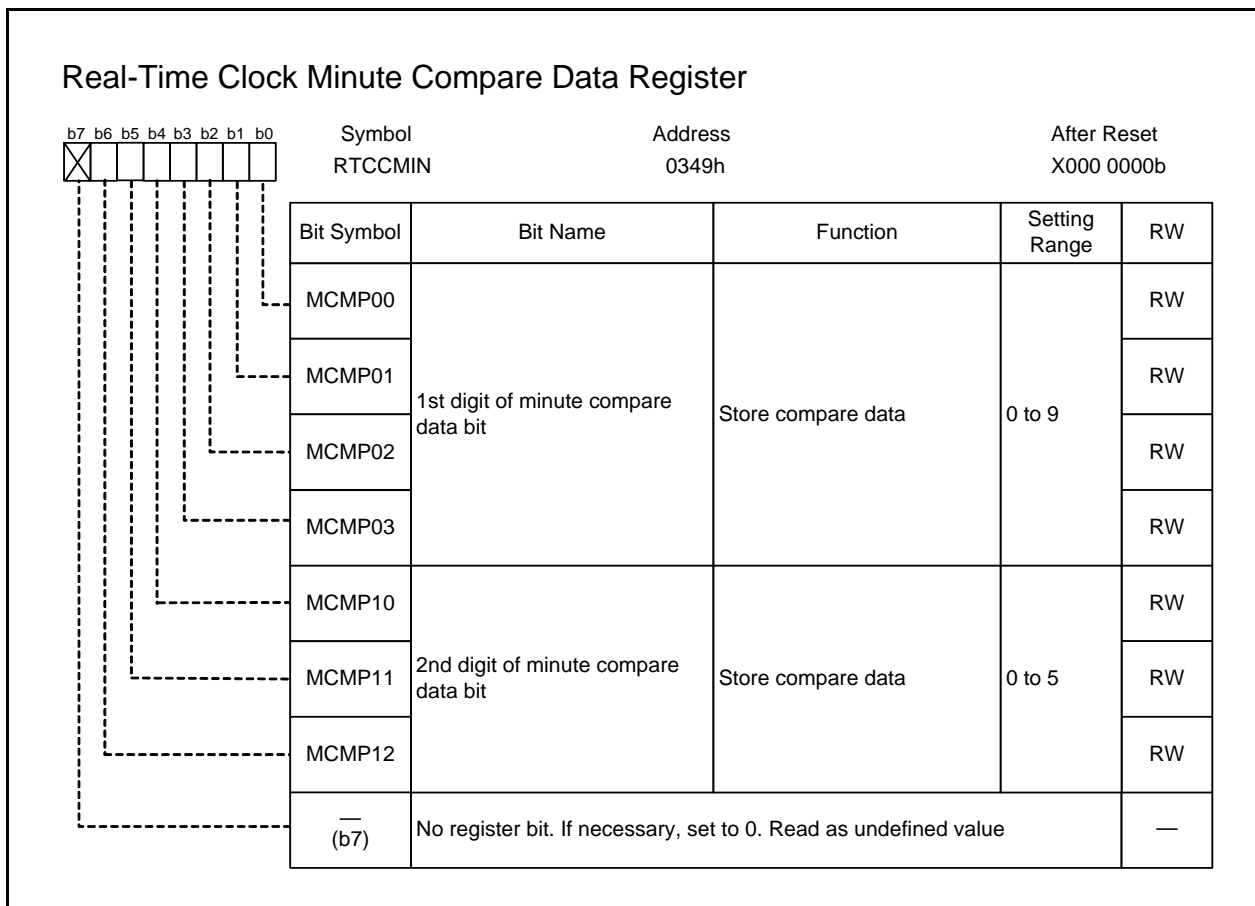 Real-Time Clock Minute Compare Data Register
b7 b6 b5 b4 b3 b2 b1 b0
Symbol Address After Reset
RTCCMIN 0349h X000 0000b
Bit Symbol Bit Name Function Setting Range RW
MCMP00 RW
MCMP01 RW
1st digit of minute compare data bit Store compare data 0 to 9
MCMP02 RW
MCMP03 RW
MCMP10 RW
MCMP11 2nd digit of minute compare data bit Store compare data 0 to 5 RW
MCMP12 RW
— (b7) No register bit. If necessary, set to 0. Read as undefined value —